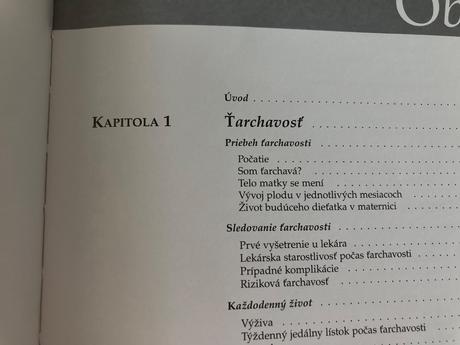 Ob
Úvod . . . . . . . . . . . . . . . . . . . . . . . . . . . . .
KAPITOLA 1
Ťarchavosť . . . . . . . . . . . . . . . . . . . .
Priebeh ťarchavosti . . . . . . . . . . . . . . . . . .
Počatie . . . . . . . . . . . . . . . . . . . . . . . .
Som ťarchavá? . . . . . . . . . . . . . . . . . . .
Telo matky se mení . . . . . . . . . . . . . . .
Vývoj plodu v jednotlivých mesiacoch . . . . . .
Život budúceho dieťatka v maternici . . . . . . .
Sledovanie ťarchavosti . . . . . . . . . . . . . . . .
Prvé vyšetrenie u lekára . . . . . . . . . . . . . .
Lekárska starostlivosť počas ťarchavosti . . . .
Prípadné komplikácie . . . . . . . . . . . . . . .
Riziková ťarchavosť . . . . . . . . . . . . . . . .
Každodenný život . . . . . . . . . . . . . . . . . .
Výživa . . . . . . . . . . . . . . . . . . . . . . . .
Týždenný jedálny lístok počas ťarchavosti . . . .